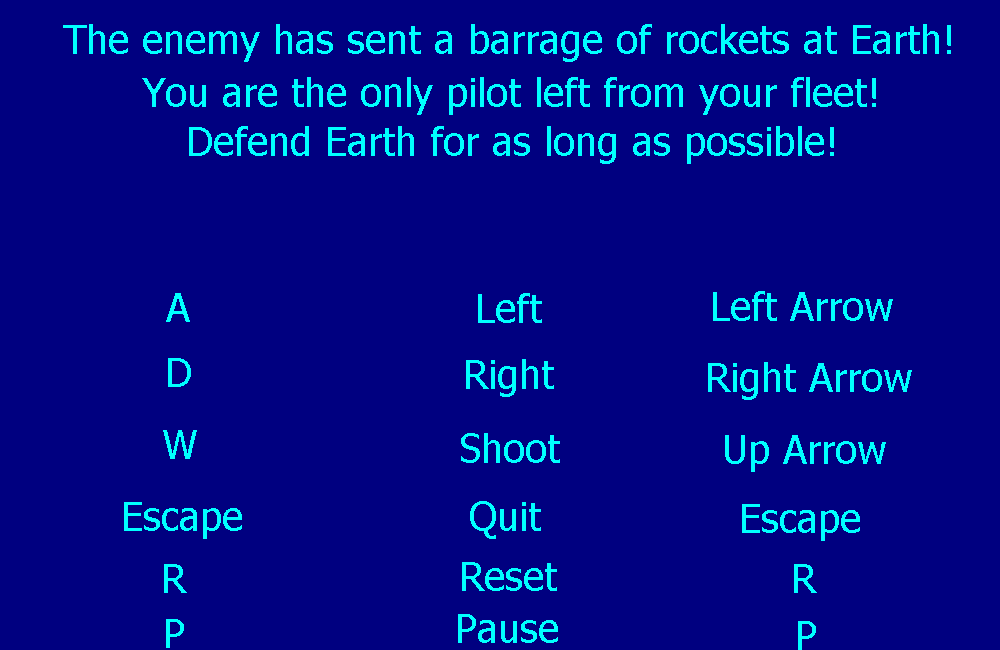 The enemy has sent a barrage of rockets at Earth!
You are the only pilot left from your fleet!
Defend Earth for as long as possible!
A Left Left Arrow
D Right Right Arrow
W Shoot Up Arrow
Escape Quit Escape
R Reset R
P Pause P